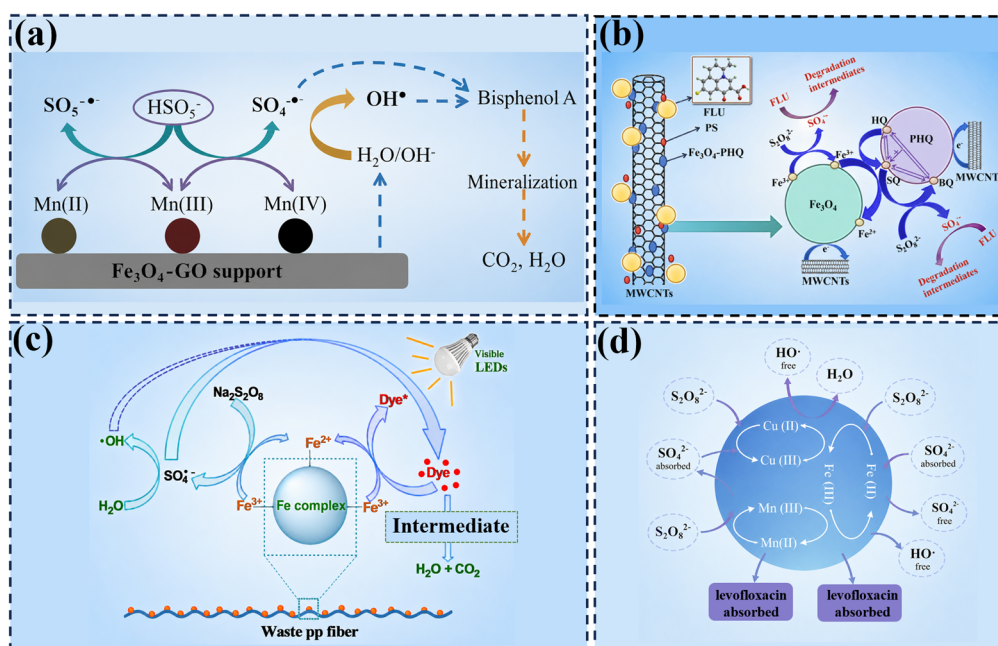 (a)
SO₅⁻•⁻
HSO₅⁻
SO₄⁻•⁻
OH•
Bisphenol A
H₂O/OH⁻
Mn(II)
Mn(III)
Mn(IV)
Mineralization
CO₂, H₂O
Fe₃O₄-GO support
(b)
FLU
PS
Fe₃O₄-PHQ
MWCNTs
Degradation
intermediates
FLU
SO₄•⁻
S₂O₈²⁻
Fe³⁺
Fe³⁺
Fe₃O₄
Fe²⁺
e⁻
MWCNTs
HQ
PHQ
SQ
BQ
e⁻
MWCNTs
S₂O₈²⁻
SO₄•⁻
FLU
Degradation
intermediates
(c)
Visible
LEDs
Na₂S₂O₈
Dye*
•OH
Fe²⁺
SO₄•⁻
Dye
H₂O
Fe³⁺
Fe complex
Fe³⁺
Intermediate
H₂O + CO₂
Waste pp fiber
(d)
HO·
free
H₂O
S₂O₈²⁻
S₂O₈²⁻
Cu (II)
Cu (III)
Fe (III)
Fe (II)
SO₄²⁻
absorbed
SO₄²⁻
absorbed
Mn (III)
Mn(II)
S₂O₈²⁻
SO₄²⁻
free
HO·
free
levofloxacin
absorbed
levofloxacin
absorbed